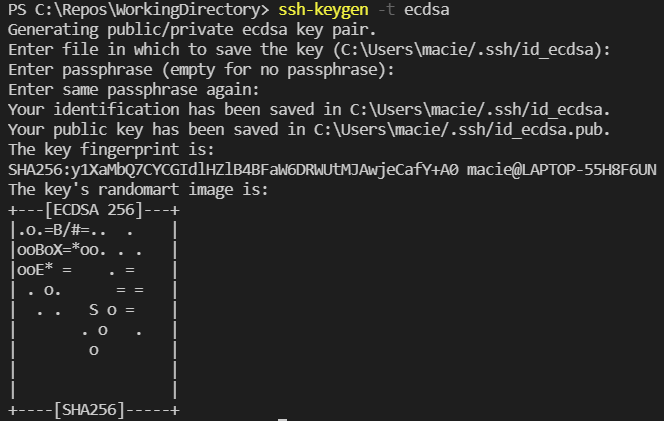 PS C:\Repos\WorkingDirectory> ssh-keygen -t ecdsa
Generating public/private ecdsa key pair.
Enter file in which to save the key (C:\Users\macie/.ssh/id_ecdsa):
Enter passphrase (empty for no passphrase):
Enter same passphrase again:
Your identification has been saved in C:\Users\macie/.ssh/id_ecdsa.
Your public key has been saved in C:\Users\macie/.ssh/id_ecdsa.pub.
The key fingerprint is:
SHA256:y1XaMbQ7CYCGIdlHZlB4BFaW6DRWUtMJAwjeCafY+A0 macie@LAPTOP-55H8F6UN
The key's randomart image is:
+---[ECDSA 256]---+
|.o.=B/#=..  .    |
|ooBoX=*oo. . .   |
|ooE* =    . =    |
| . o.      = =   |
|  . .   S o =    |
|       . o   .   |
|        o        |
|                 |
|                 |
+----[SHA256]-----+